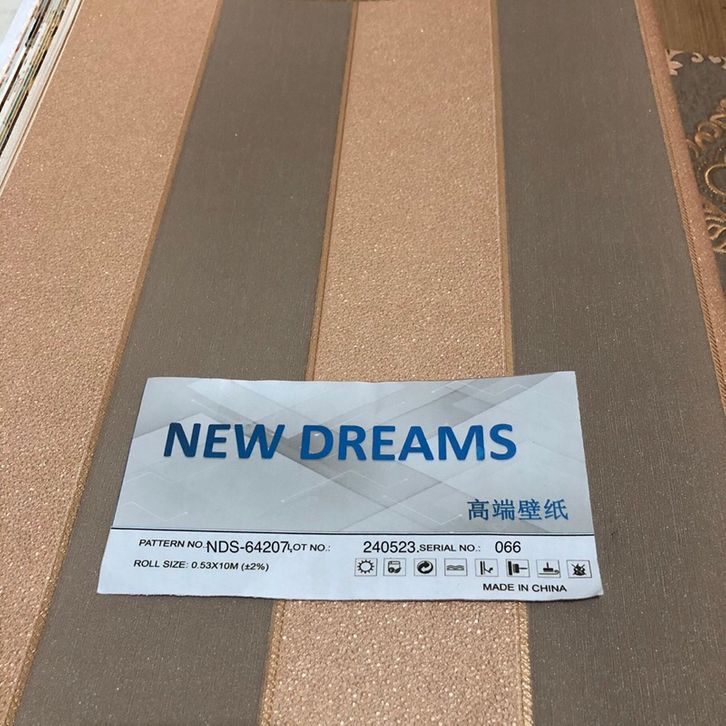 NEW DREAMS
高端壁纸
PATTERN NO.: NDS-64207, LOT NO.: 240523. SERIAL NO.: 066
ROLL SIZE: 0.53X10M (±2%)
MADE IN CHINA